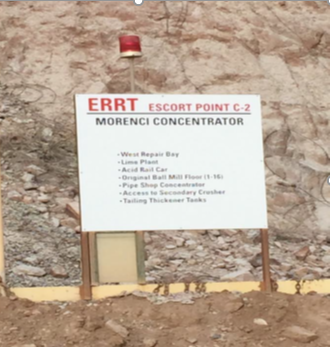 ERRT ESCORT POINT C-2
MORENCI CONCENTRATOR
• West Repair Bay
• Lime Plant
• Acid Rail Car
• Original Ball Mill Floor (1-16)
• Pipe Shop Concentrator
• Access to Secondary Crusher
• Tailing Thickener Tanks